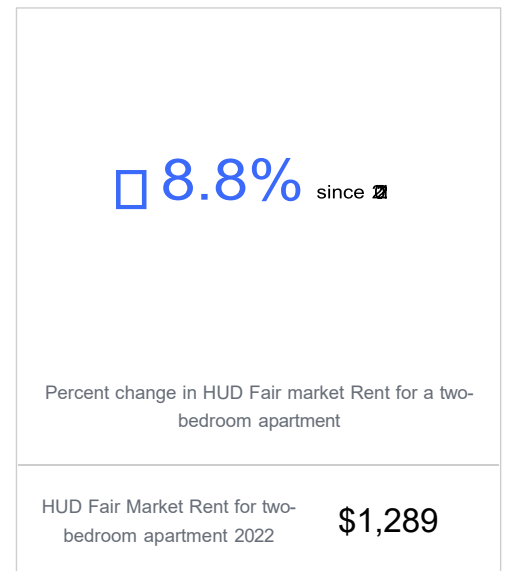 8.8% since
Percent change in HUD Fair market Rent for a two-
bedroom apartment
HUD Fair Market Rent for two-
bedroom apartment 2022
$1,289